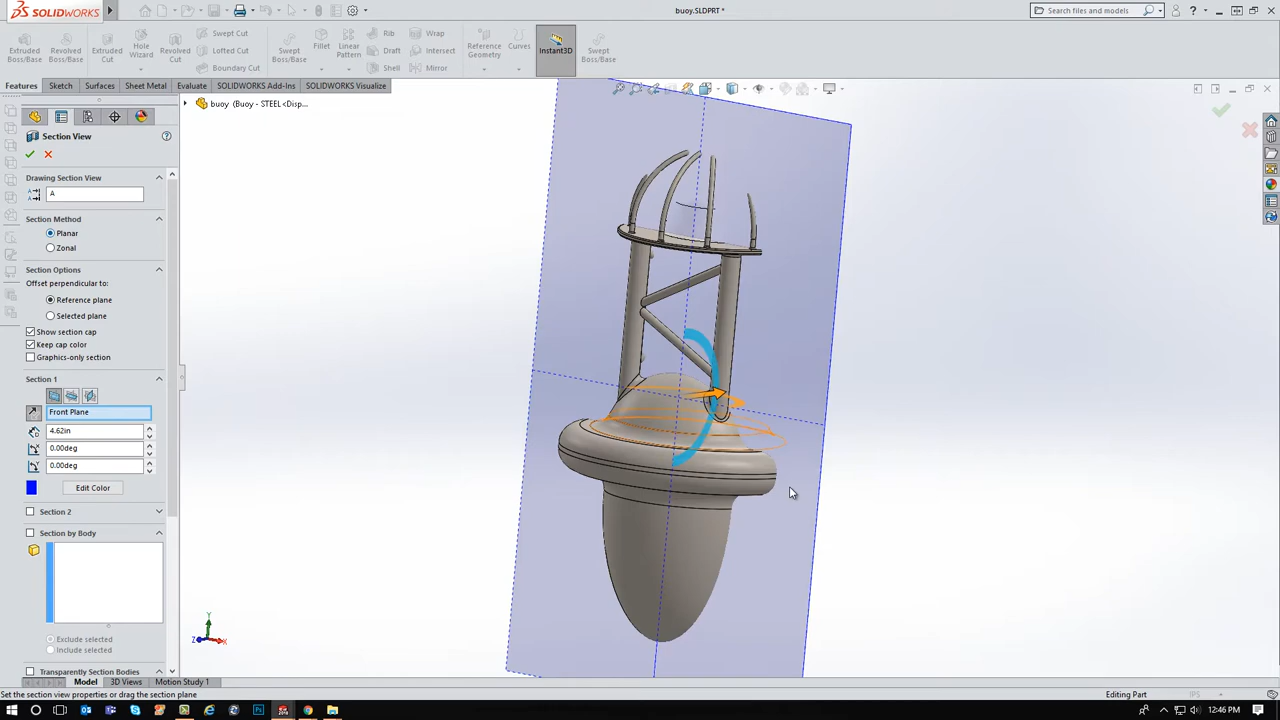 SOLIDWORKS
buoy.SLDPRT *
Search files and models
Extruded Boss/Base
Revolved Boss/Base
Swept Cut
Lofted Cut
Boundary Cut
Extruded Cut
Hole Wizard
Revolved Cut
Swept Boss/Base
Fillet
Linear Pattern
Rib
Draft
Shell
Wrap
Intersect
Mirror
Reference Geometry
Curves
Instant3D
Swept Boss/Base
Features
Sketch
Surfaces
Sheet Metal
Evaluate
SOLIDWORKS Add-Ins
SOLIDWORKS Visualize
buoy (Buoy - STEEL <Disp...
Section View
Drawing Section View
A
Section Method
Planar
Zonal
Section Options
Offset perpendicular to:
Reference plane
Selected plane
Show section cap
Keep cap color
Graphics-only section
Section 1
Front Plane
4.62in
0.00deg
0.00deg
Edit Color
Section 2
Section by Body
Exclude selected
Include selected
Transparently Section Bodies
Y
Z
X
Model
3D Views
Motion Study 1
Set the section view properties or drag the section plane
Editing Part
IPS
12:46 PM